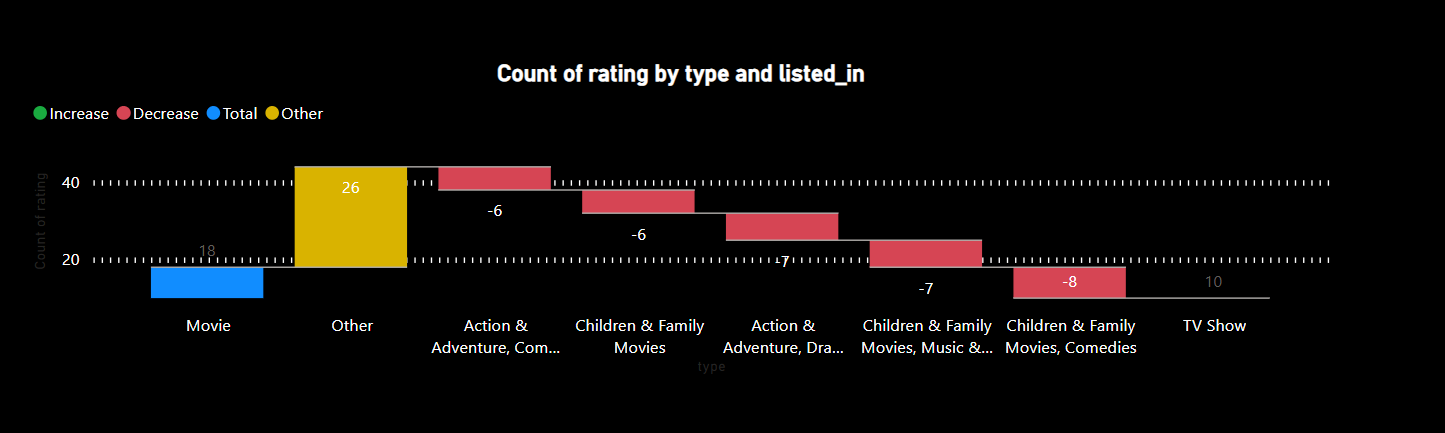 Count of rating by type and listed_in
Increase Decrease Total Other
Count of rating
40
20
18
26
-6
-6
-7
-7
-8
10
Movie
Other
Action &
Adventure, Com...
Children & Family
Movies
Action &
Adventure, Dra...
Children & Family
Movies, Music &...
Children & Family
Movies, Comedies
TV Show
type